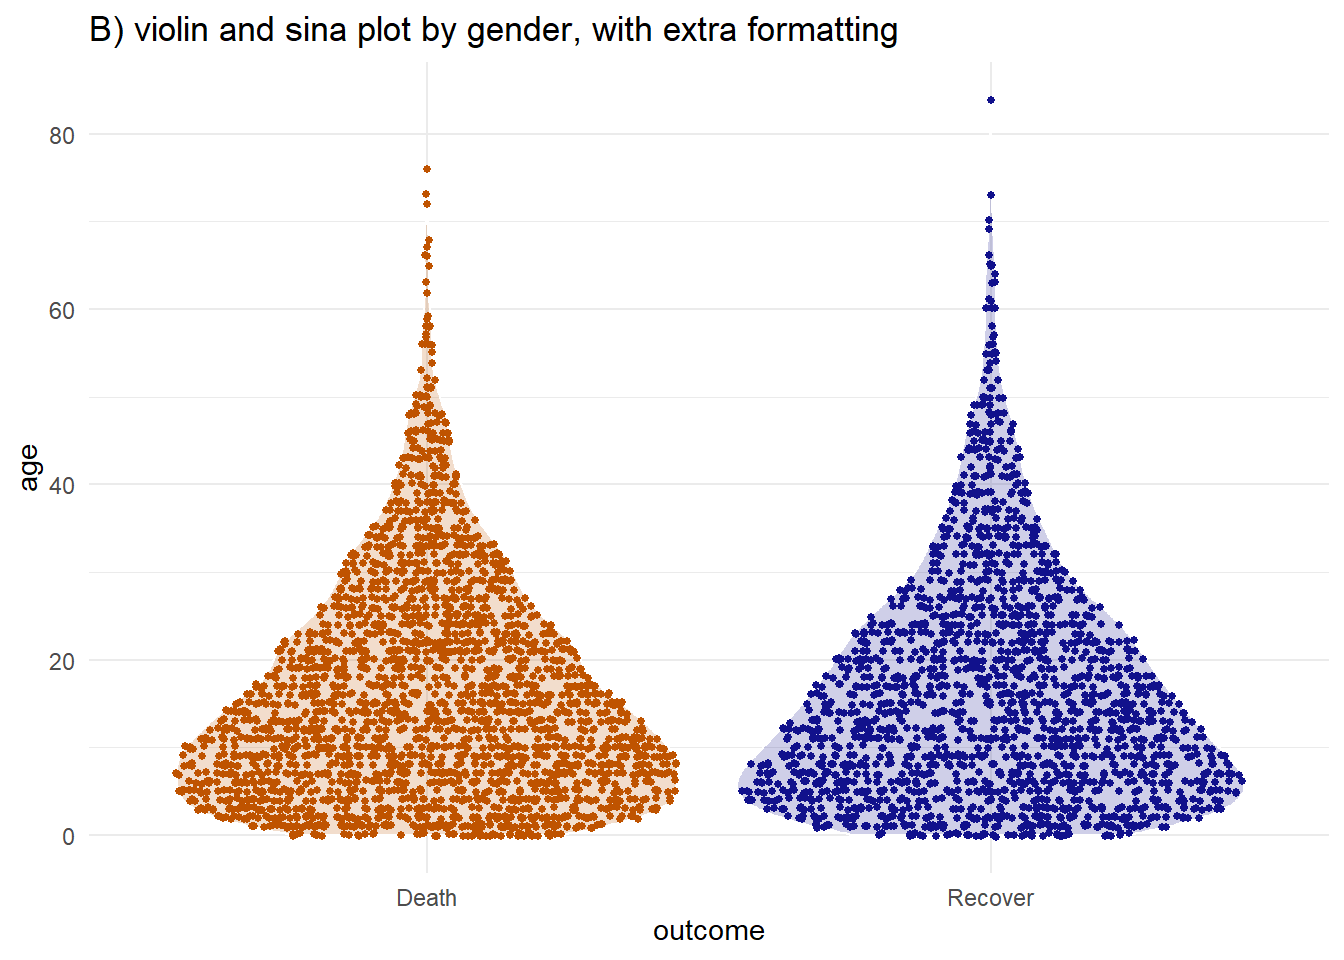 B) violin and sina plot by gender, with extra formatting
80
60
40
20
0
age
Death
Recover
outcome